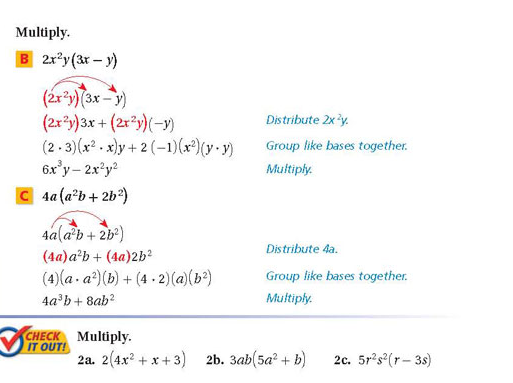 Multiply.
B 2x²y(3x − y)
(2x²y)(3x − y)
(2x²y)3x + (2x²y)(−y) Distribute 2x²y.
(2 · 3)(x² · x)y + 2(−1)(x²)(y · y) Group like bases together.
6x³y − 2x²y² Multiply.
C 4a(a²b + 2b²)
4a(a²b + 2b²)
Distribute 4a.
(4a)a²b + (4a)2b²
(4)(a · a²)(b) + (4 · 2)(a)(b²) Group like bases together.
4a³b + 8ab² Multiply.
CHECK IT OUT! Multiply.
2a. 2(4x² + x + 3) 2b. 3ab(5a² + b) 2c. 5r²s²(r − 3s)